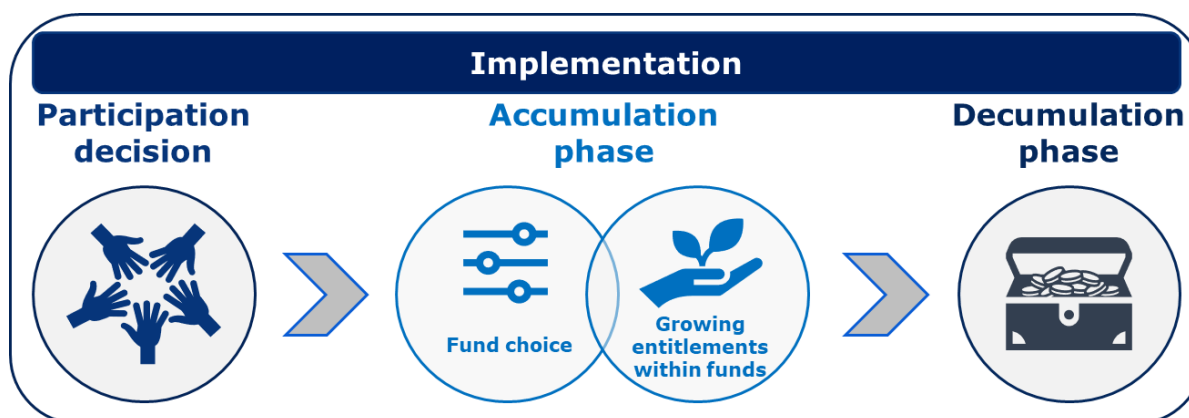 Implementation
Participation
decision
Accumulation
phase
Decumulation
phase
Fund choice
Growing
entitlements
within funds